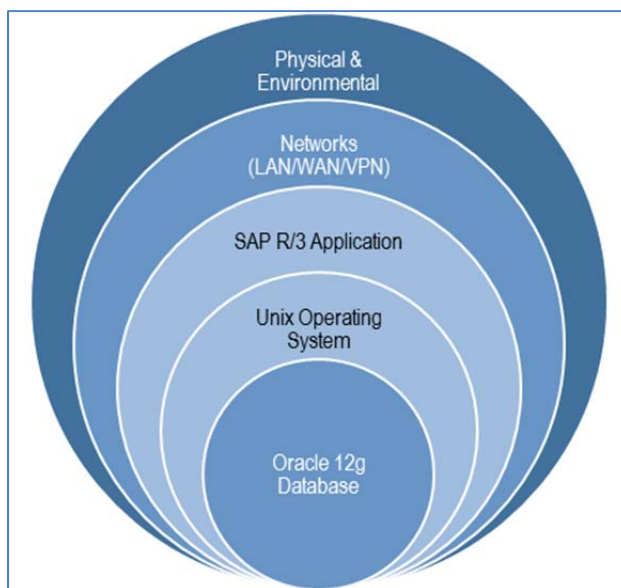 Physical &
Environmental
Networks
(LAN/WAN/VPN)
SAP R/3 Application
Unix Operating
System
Oracle 12g
Database